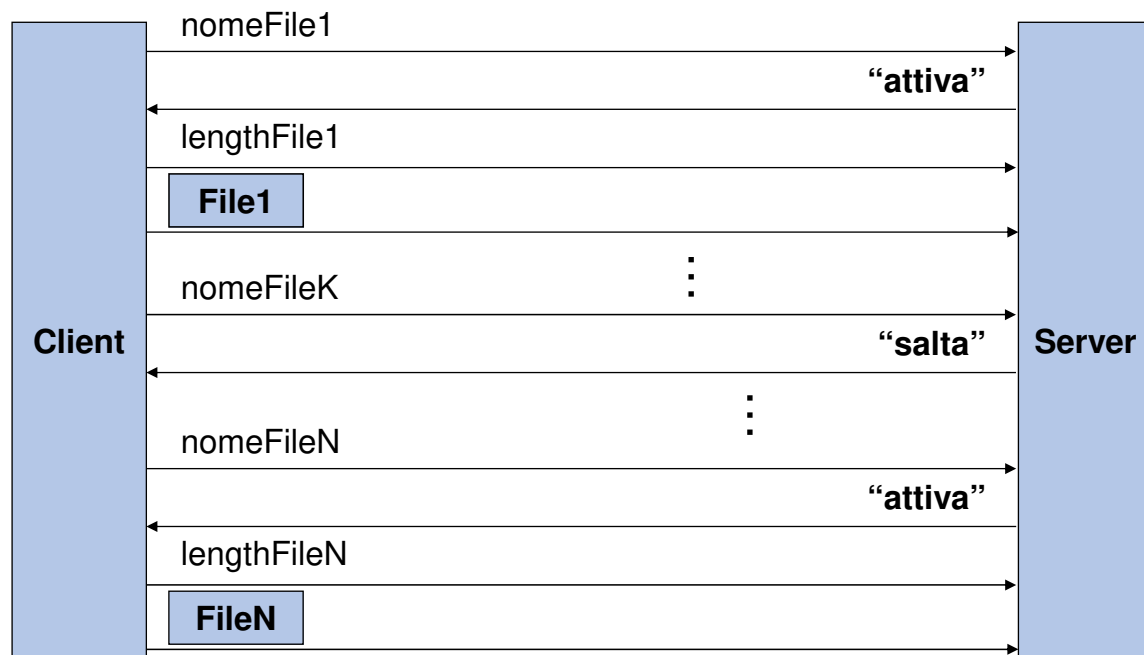 nomeFile1
“attiva”
lengthFile1
File1
nomeFileK
Client
“salta”
Server
nomeFileN
“attiva”
lengthFileN
FileN